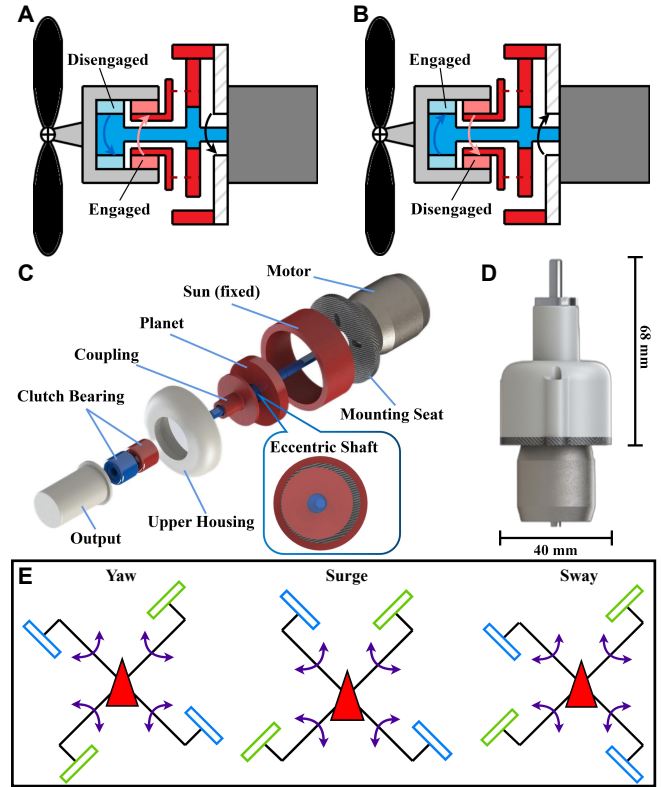 A
Disengaged
Engaged
B
Engaged
Disengaged
C
Motor
Sun (fixed)
Planet
Coupling
Clutch Bearing
Mounting Seat
Eccentric Shaft
Upper Housing
Output
D
68 mm
40 mm
E
Yaw
Surge
Sway